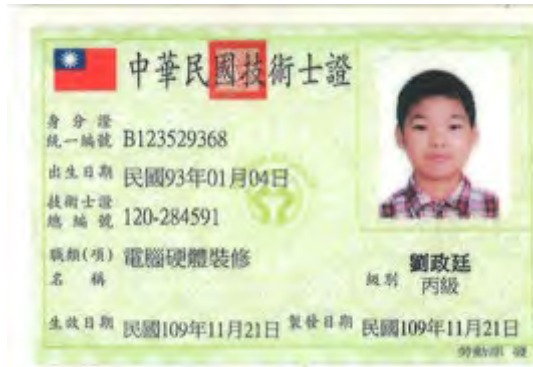 中華民國技術士證
身分證
統一編號 B123529368
出生日期 民國93年01月04日
技術士證
總編號 120-284591
職類(項) 電腦硬體裝修
名稱
劉政廷
級別 丙級
生效日期 民國109年11月21日 製發日期 民國109年11月21日
勞動部 發